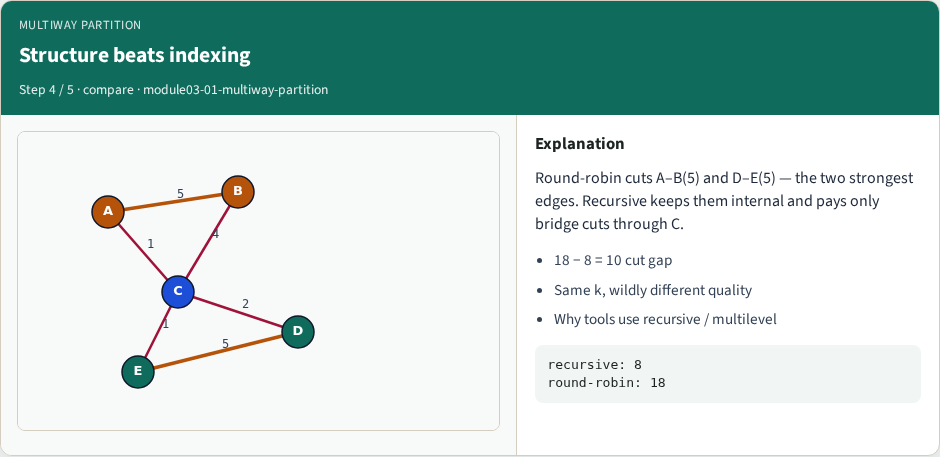 MULTIWAY PARTITION
Structure beats indexing
Step 4 / 5 · compare · module03-01-multiway-partition
5
A
B
1
4
C
2
1
D
5
E
Explanation
Round-robin cuts A–B(5) and D–E(5) — the two strongest
edges. Recursive keeps them internal and pays only
bridge cuts through C.
• 18 − 8 = 10 cut gap
• Same k, wildly different quality
• Why tools use recursive / multilevel
recursive: 8
round-robin: 18